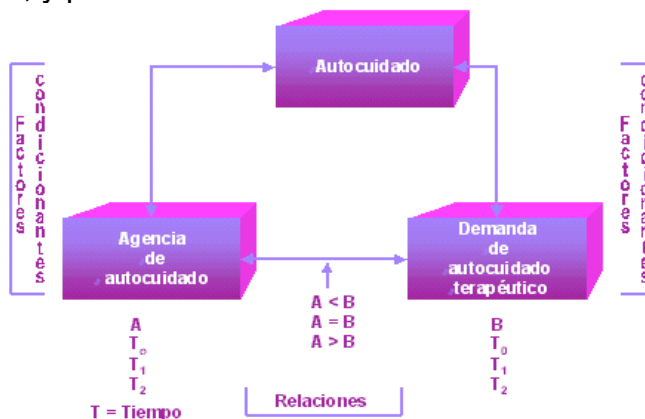 Autocuidado
Factores
condicionantes
Factores
condicionantes
Agencia
de
autocuidado
Demanda
de
autocuidado
terapéutico
A < B
A = B
A > B
A
T₀
T₁
T₂
T = Tiempo
B
T₀
T₁
T₂
Relaciones